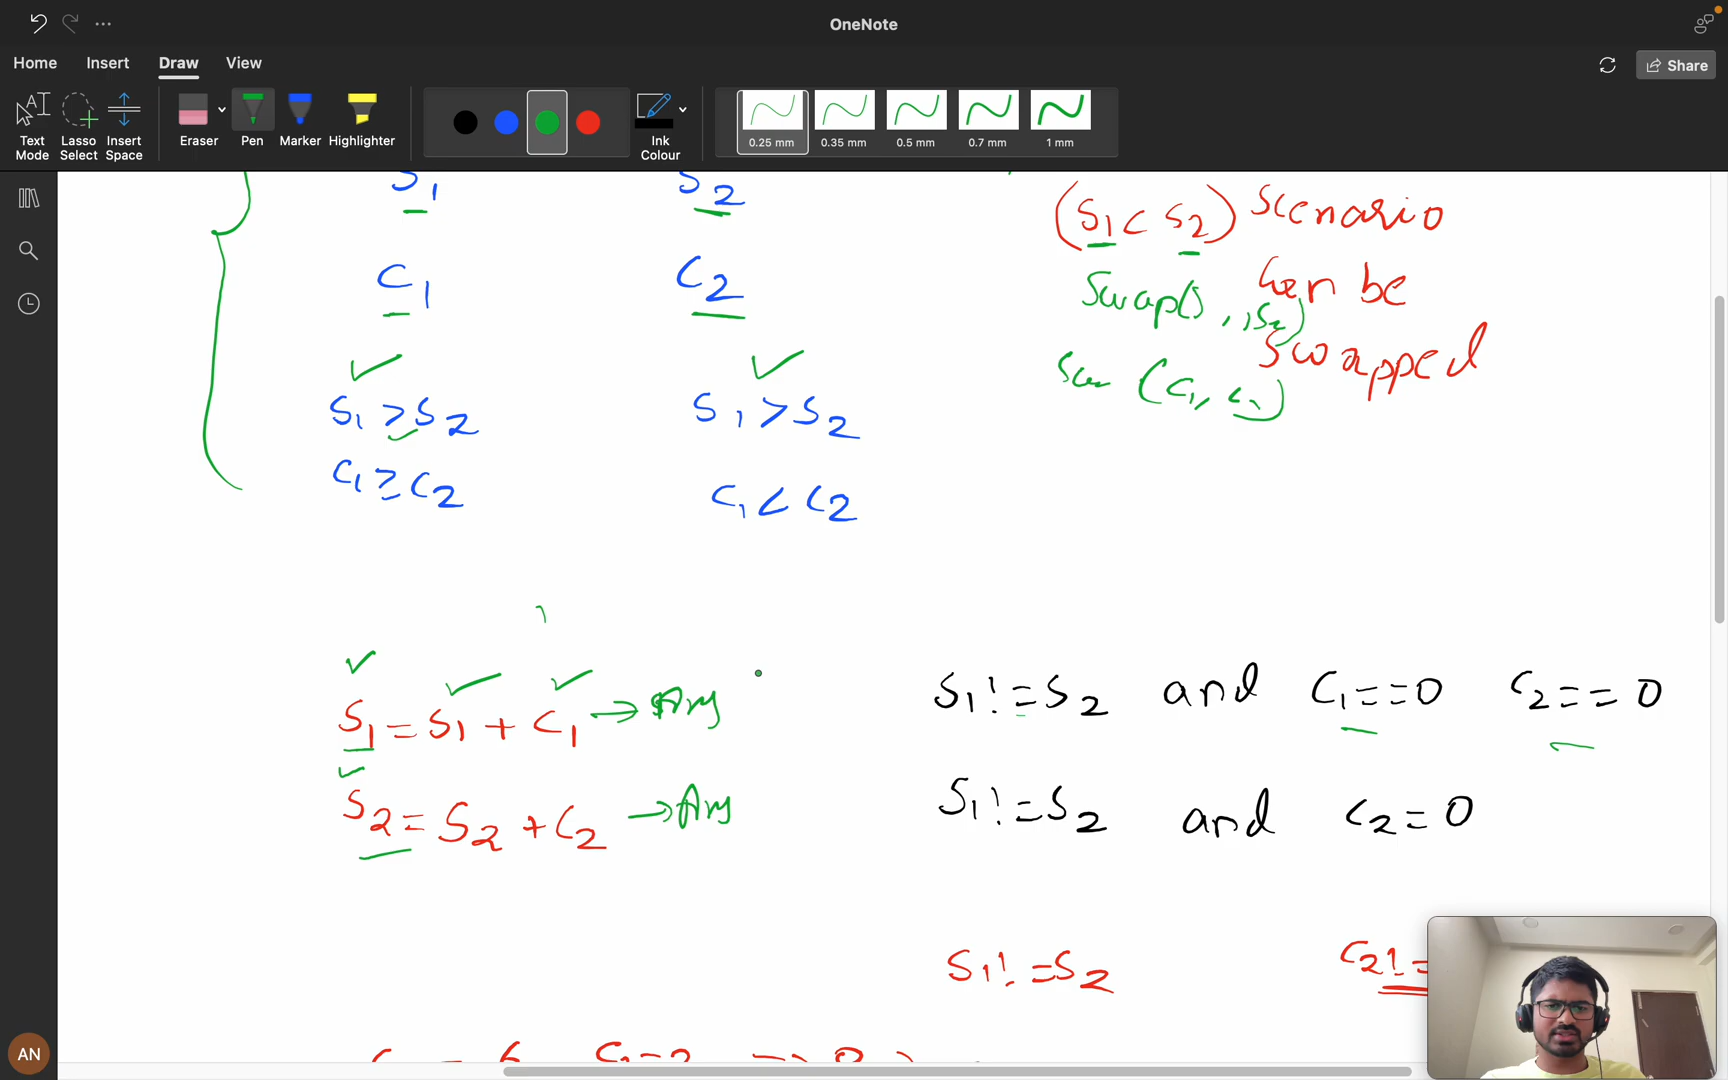 OneNote
Home Insert Draw View
Share
Text Mode
Lasso Select
Insert Space
Eraser
Pen
Marker
Highlighter
Ink Colour
0.25 mm
0.35 mm
0.5 mm
0.7 mm
1 mm
S1 S2
C1 C2
S1 ≥ S2 S1 > S2
C1 ≥ C2 C1 < C2
(S1 < S2) Scenario
can be
swapped
Swap(S1, S2)
(C1, C2)
S1 = S1 + C1 → Ans
S2 = S2 + C2 → Ans
S1 != S2 and C1 == 0 C2 == 0
S1 != S2 and C2 = 0
S1 != S2 C2 !=
AN